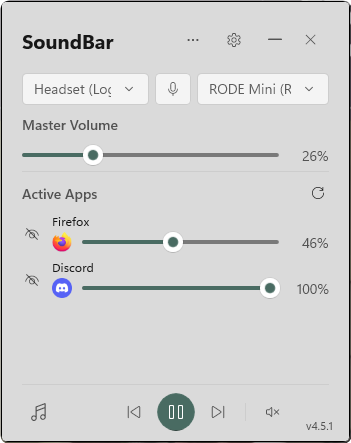 SoundBar
Headset (Log
RODE Mini (R
Master Volume
26%
Active Apps
Firefox
46%
Discord
100%
v4.5.1